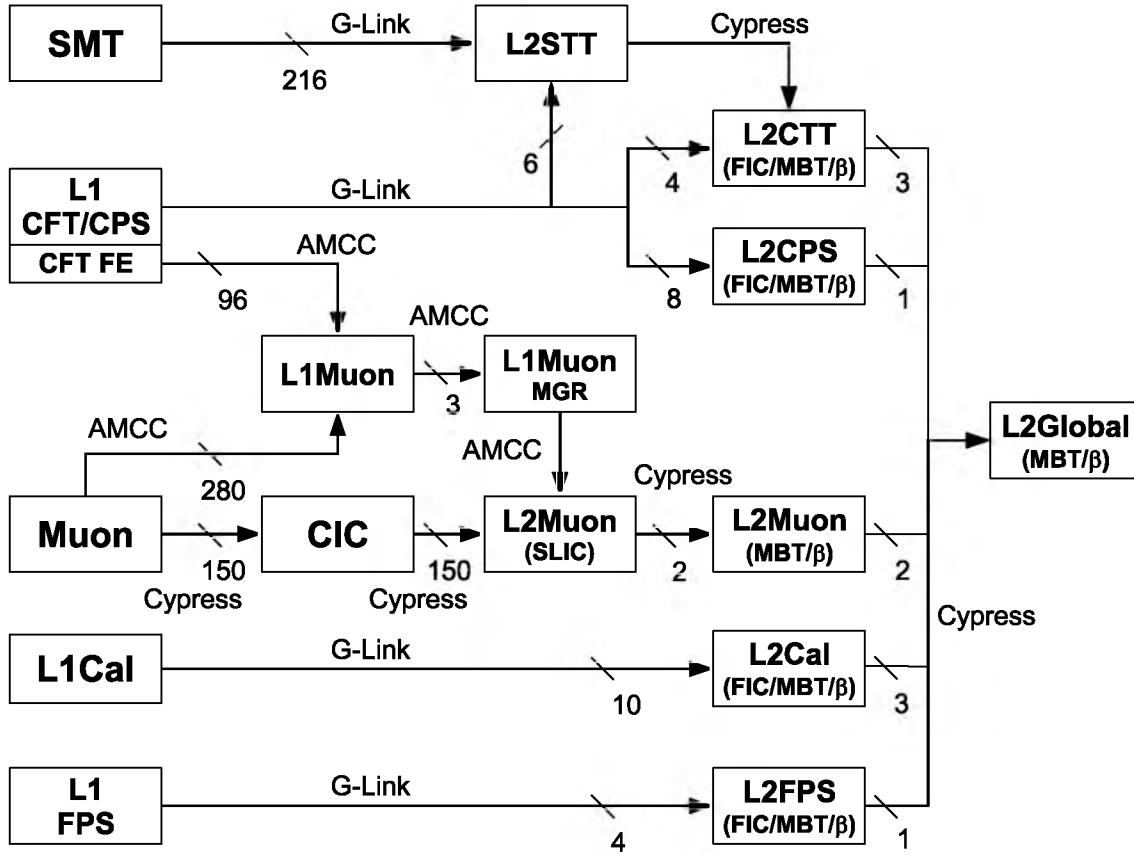 SMT
G-Link
216
L2STT
Cypress
6
L2CTT
(FIC/MBT/β)
4
3
L1
CFT/CPS
CFT FE
G-Link
L2CPS
(FIC/MBT/β)
8
1
AMCC
96
L1Muon
AMCC
3
L1Muon
MGR
AMCC
AMCC
280
L2Global
(MBT/β)
Muon
150
Cypress
CIC
150
Cypress
L2Muon
(SLIC)
Cypress
2
L2Muon
(MBT/β)
2
Cypress
L1Cal
G-Link
10
L2Cal
(FIC/MBT/β)
3
L1
FPS
G-Link
4
L2FPS
(FIC/MBT/β)
1